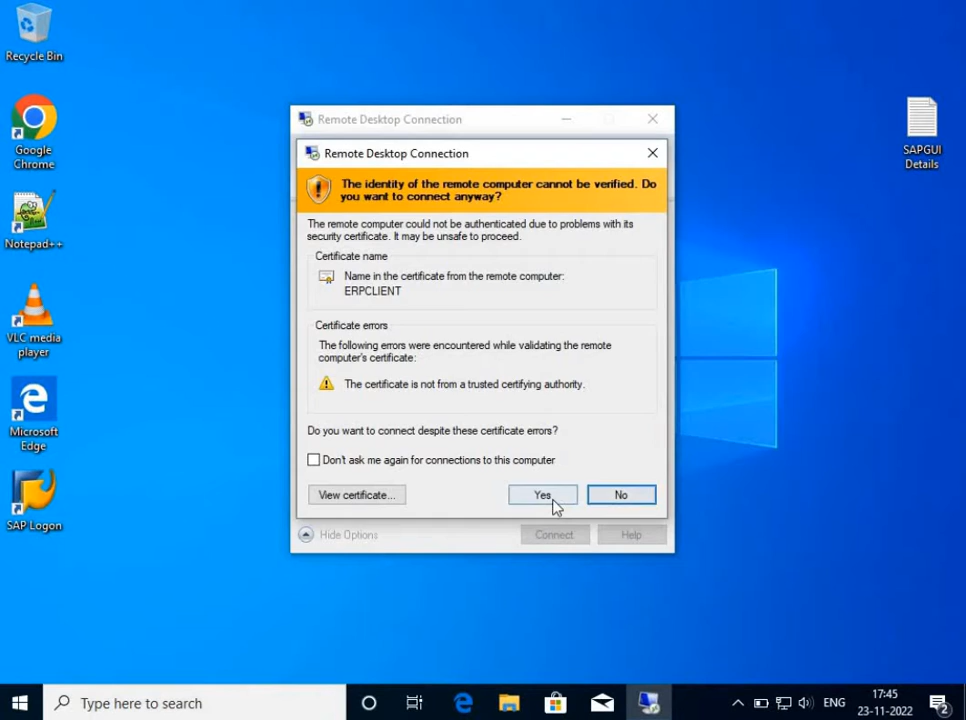 Recycle Bin
Google
Chrome
Notepad++
VLC media
player
Microsoft
Edge
SAP Logon
SAPGUI
Details
Remote Desktop Connection
Remote Desktop Connection
The identity of the remote computer cannot be verified. Do
you want to connect anyway?
The remote computer could not be authenticated due to problems with its
security certificate. It may be unsafe to proceed.
Certificate name
Name in the certificate from the remote computer:
ERPCLIENT
Certificate errors
The following errors were encountered while validating the remote
computer's certificate:
The certificate is not from a trusted certifying authority.
Do you want to connect despite these certificate errors?
Don't ask me again for connections to this computer
View certificate...
Yes
No
Hide Options
Connect
Help
Type here to search
ENG
17:45
23-11-2022
2